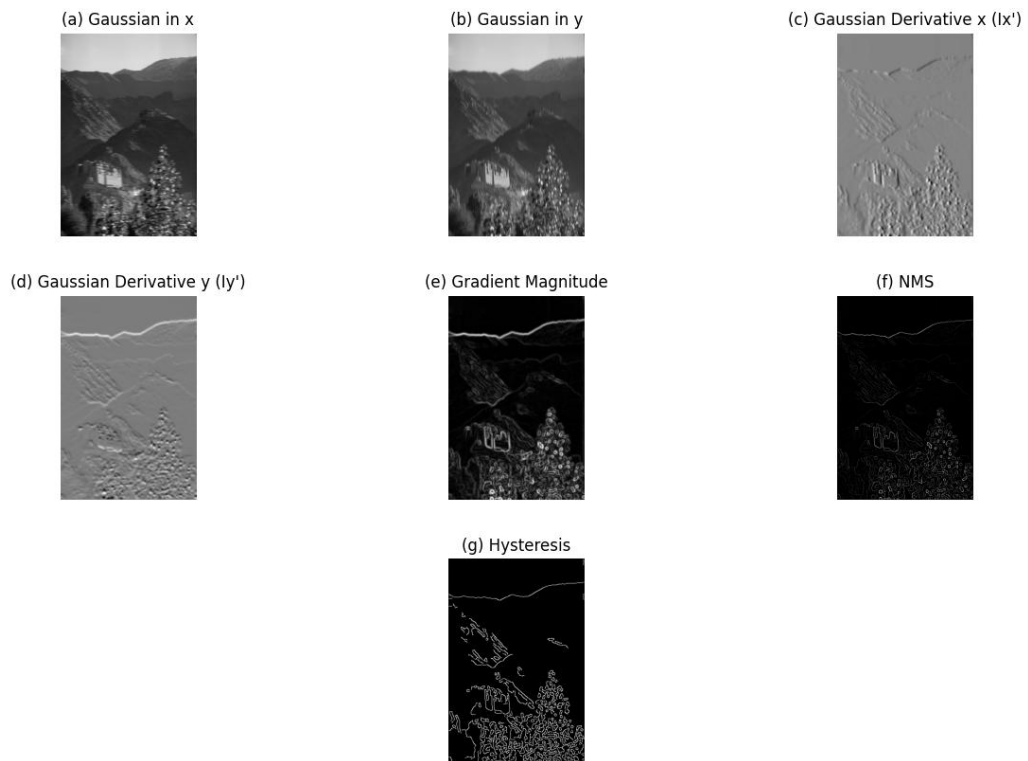 (a) Gaussian in x
(b) Gaussian in y
(c) Gaussian Derivative x (Ix')
(d) Gaussian Derivative y (Iy')
(e) Gradient Magnitude
(f) NMS
(g) Hysteresis